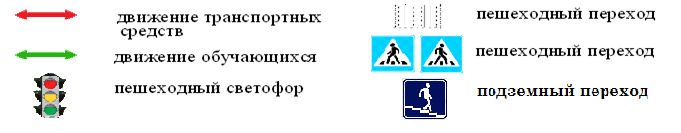 движение транспортных
средств
движение обучающихся
пешеходный светофор
пешеходный переход
пешеходный переход
подземный переход